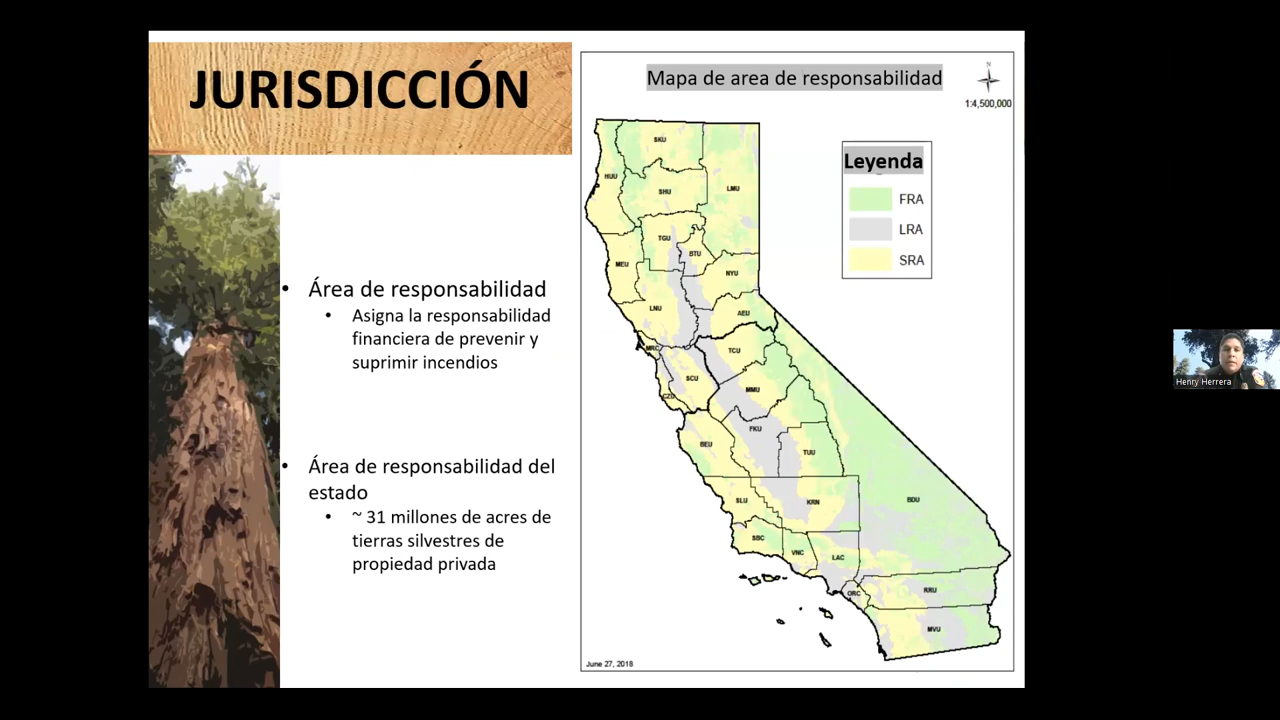 JURISDICCIÓN
• Área de responsabilidad
• Asigna la responsabilidad
financiera de prevenir y
suprimir incendios
• Área de responsabilidad del
estado
• ~ 31 millones de acres de
tierras silvestres de
propiedad privada
Mapa de area de responsabilidad
N
1:4,500,000
Leyenda
FRA
LRA
SRA
SKU
HUU
SHU
LMU
TGU
BTU
MEU
NYU
LNU
AEU
MRC
TCU
SCU
MMU
CZU
FKU
BEU
TUU
SLU
KRN
BDU
SBC
VNC
LAC
ORC
RRU
MVU
June 27, 2018
Henry Herrera